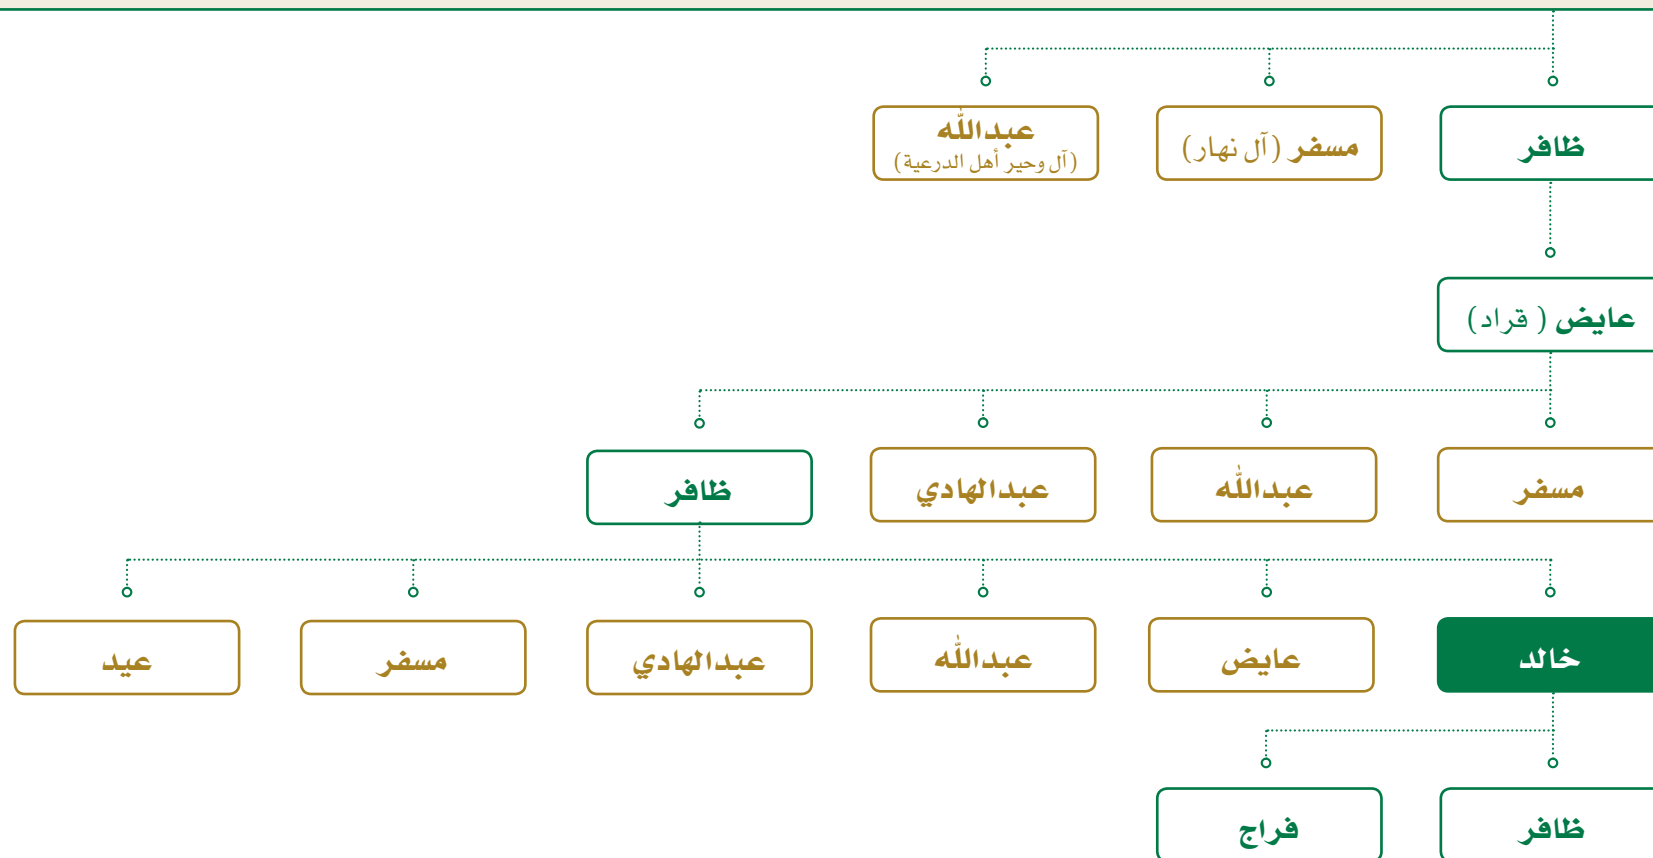 ظافر
مسفر (آل نهار)
عبدالله
(آل وحير أهل الدرعية)
عايض ( قراد)
مسفر
عبدالله
عبدالهادي
ظافر
خالد
عايض
عبدالله
عبدالهادي
مسفر
عيد
ظافر
فراج